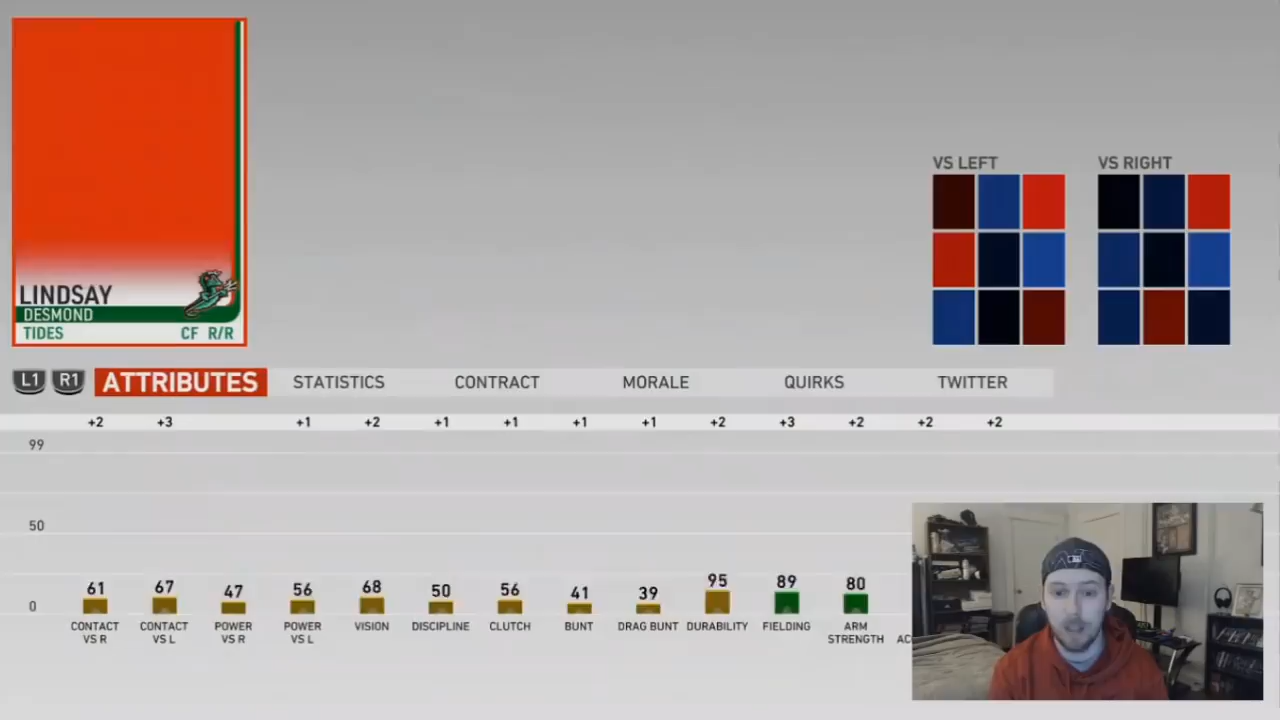 VS LEFT
VS RIGHT
LINDSAY
DESMOND
TIDES CF R/R
L1 R1 ATTRIBUTES STATISTICS CONTRACT MORALE QUIRKS TWITTER
+2 +3 +1 +2 +1 +1 +1 +1 +2 +3 +2 +2 +2
99
50
0
61 67 47 56 68 50 56 41 39 95 89 80
CONTACT VS R
CONTACT VS L
POWER VS R
POWER VS L
VISION
DISCIPLINE
CLUTCH
BUNT
DRAG BUNT
DURABILITY
FIELDING
ARM STRENGTH
AC